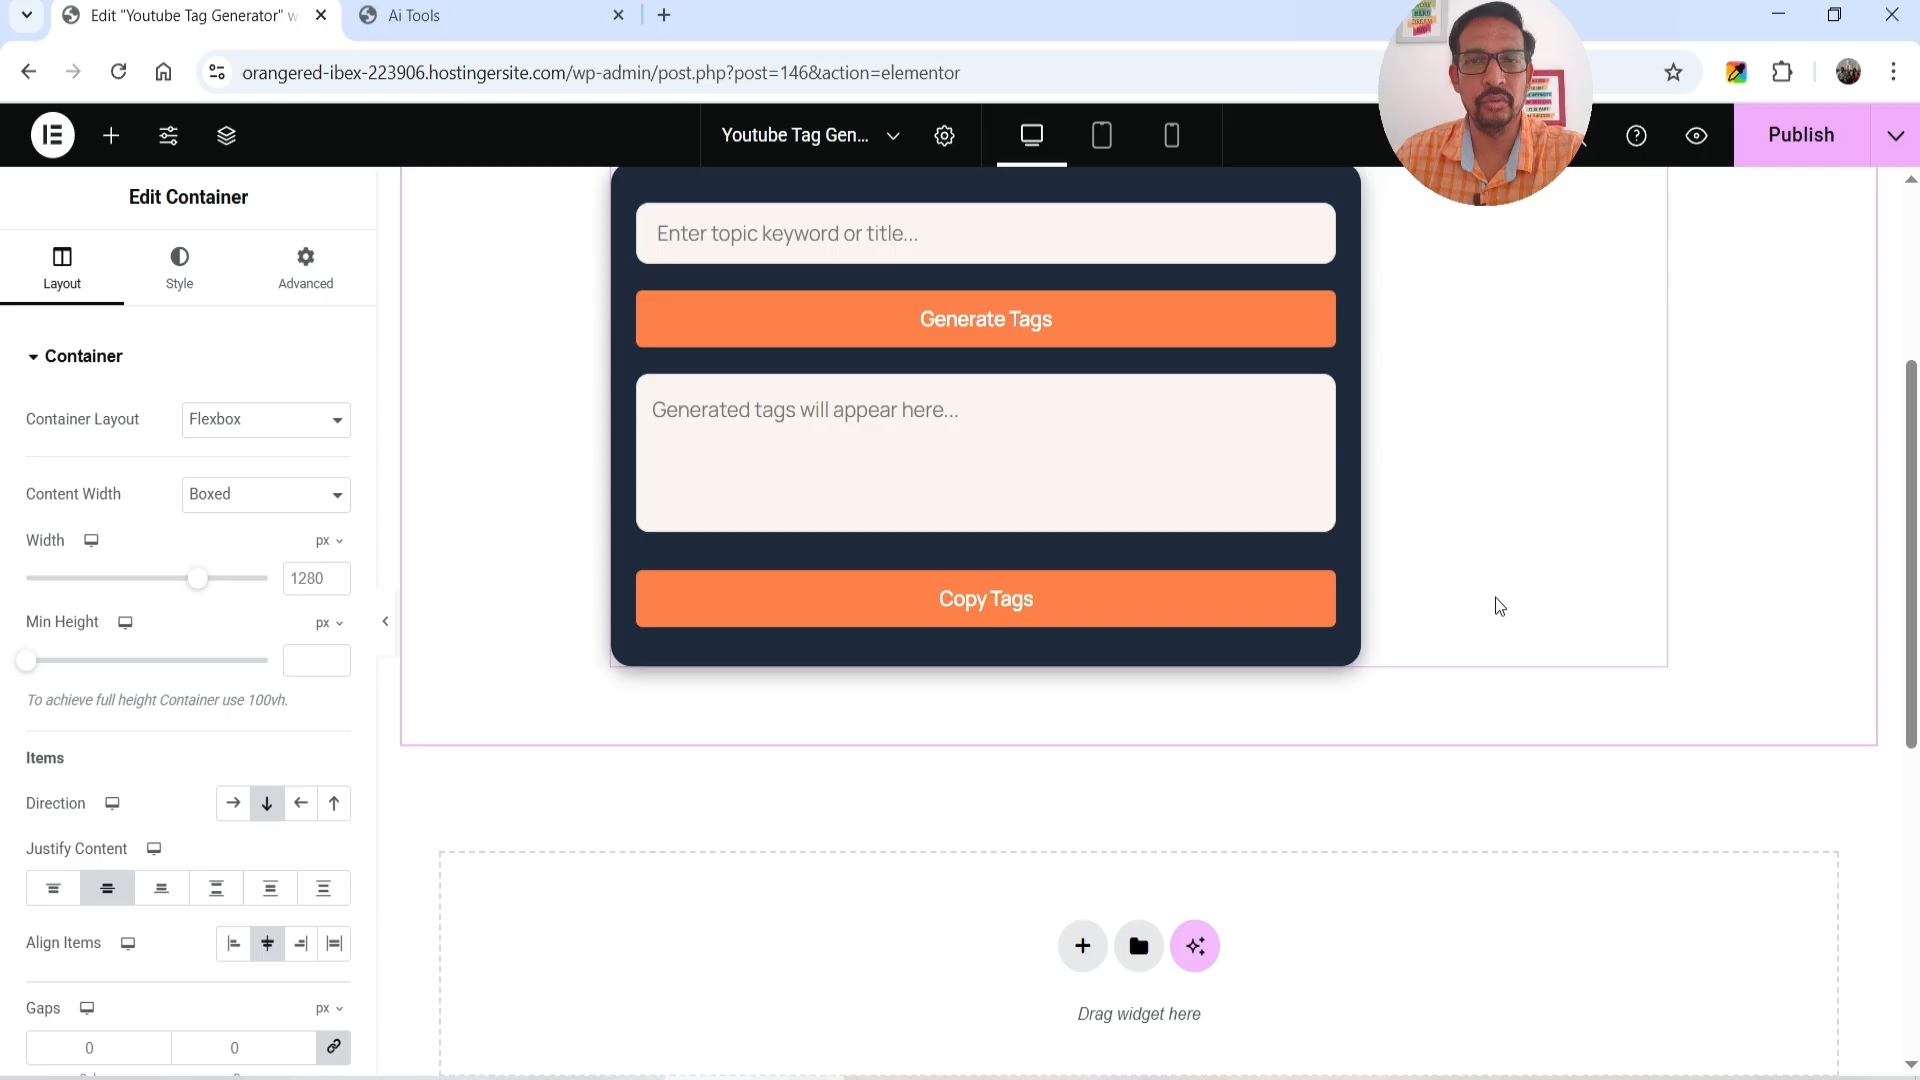 Edit "Youtube Tag Generator" w
Ai Tools
orangered-ibex-223906.hostingersite.com/wp-admin/post.php?post=146&action=elementor
Youtube Tag Gen...
Publish
Edit Container
Layout
Style
Advanced
Container
Container Layout
Flexbox
Content Width
Boxed
Width
px
1280
Min Height
px
To achieve full height Container use 100vh.
Items
Direction
Justify Content
Align Items
Gaps
px
0
0
Enter topic keyword or title...
Generate Tags
Generated tags will appear here...
Copy Tags
Drag widget here